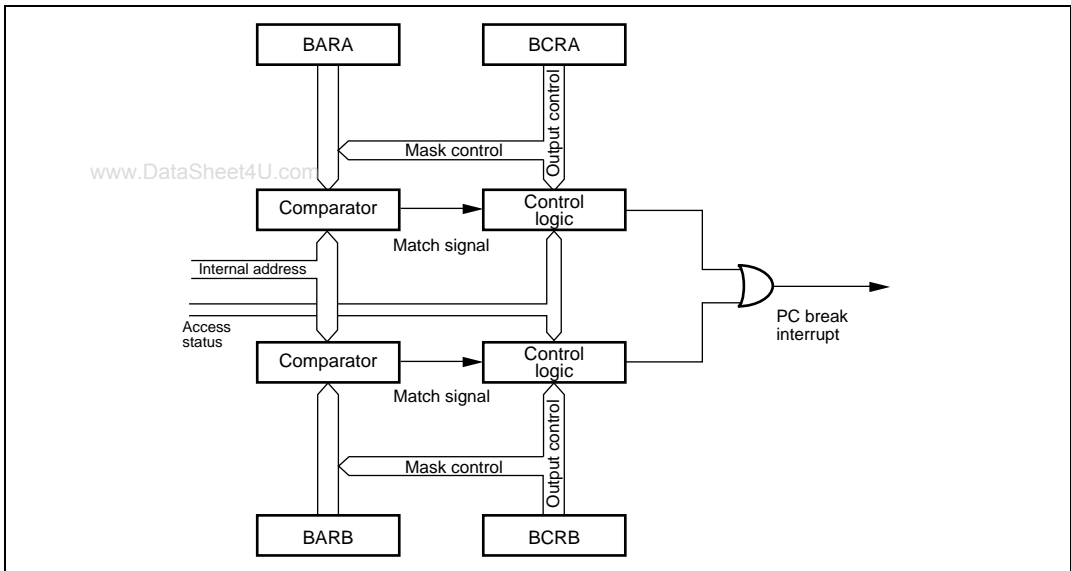 BARA
BCRA
Output control
Mask control
www.DataSheet4U.com
Comparator
Control
logic
Match signal
Internal address
Access
status
PC break
interrupt
Comparator
Control
logic
Match signal
Mask control
Output control
BARB
BCRB